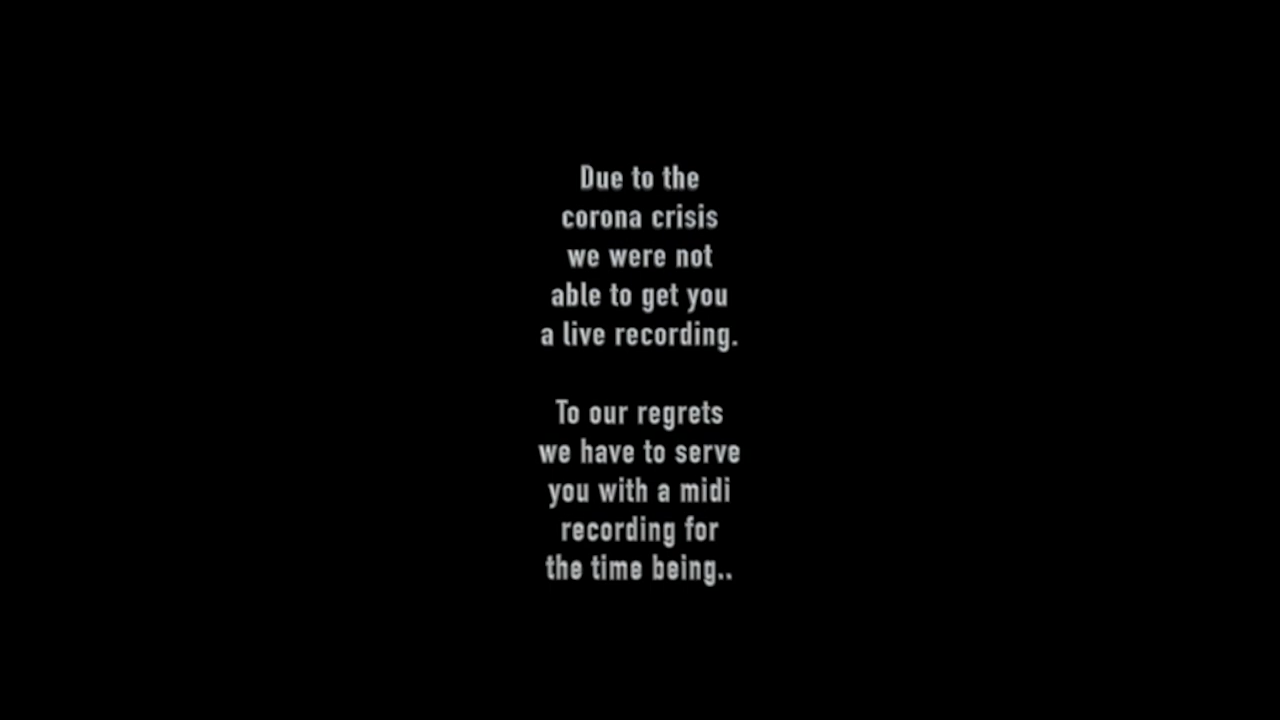 Due to the
corona crisis
we were not
able to get you
a live recording.
To our regrets
we have to serve
you with a midi
recording for
the time being..